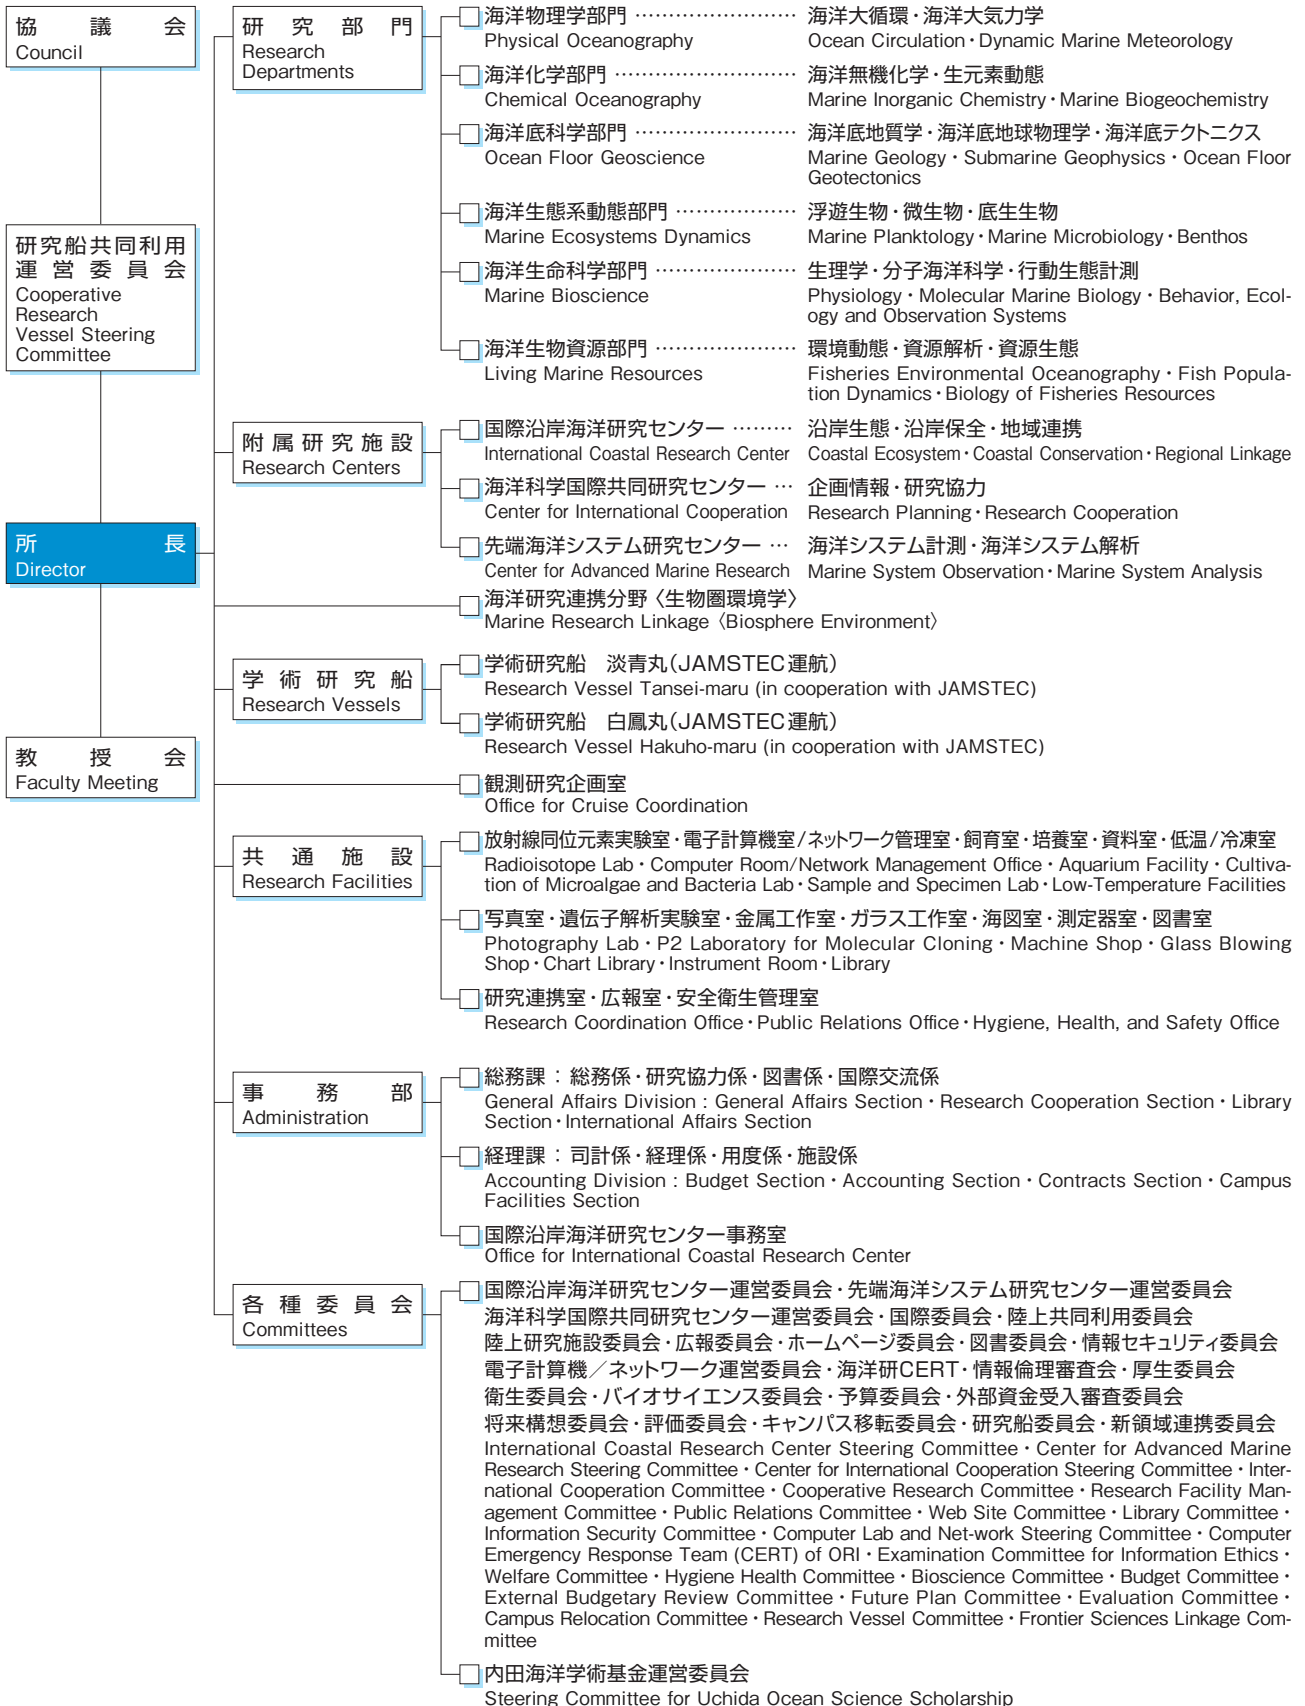 協議会
Council
研究船共同利用
運営委員会
Cooperative
Research
Vessel Steering
Committee
所長
Director
教授会
Faculty Meeting
研究部門
Research
Departments
海洋物理学部門 ……………………… 海洋大循環・海洋大気力学
Physical Oceanography Ocean Circulation・Dynamic Marine Meteorology
海洋化学部門 ……………………… 海洋無機化学・生元素動態
Chemical Oceanography Marine Inorganic Chemistry・Marine Biogeochemistry
海洋底科学部門 ……………………… 海洋底地質学・海洋底地球物理学・海洋底テクトニクス
Ocean Floor Geoscience Marine Geology・Submarine Geophysics・Ocean Floor
Geotectonics
海洋生態系動態部門 ………………… 浮遊生物・微生物・底生生物
Marine Ecosystems Dynamics Marine Planktology・Marine Microbiology・Benthos
海洋生命科学部門 …………………… 生理学・分子海洋科学・行動生態計測
Marine Bioscience Physiology・Molecular Marine Biology・Behavior, Ecol-
ogy and Observation Systems
海洋生物資源部門 …………………… 環境動態・資源解析・資源生態
Living Marine Resources Fisheries Environmental Oceanography・Fish Popula-
tion Dynamics・Biology of Fisheries Resources
附属研究施設
Research Centers
国際沿岸海洋研究センター ……… 沿岸生態・沿岸保全・地域連携
International Coastal Research Center Coastal Ecosystem・Coastal Conservation・Regional Linkage
海洋科学国際共同研究センター … 企画情報・研究協力
Center for International Cooperation Research Planning・Research Cooperation
先端海洋システム研究センター … 海洋システム計測・海洋システム解析
Center for Advanced Marine Research Marine System Observation・Marine System Analysis
海洋研究連携分野〈生物圏環境学〉
Marine Research Linkage〈Biosphere Environment〉
学術研究船
Research Vessels
学術研究船　淡青丸（JAMSTEC運航）
Research Vessel Tansei-maru (in cooperation with JAMSTEC)
学術研究船　白鳳丸（JAMSTEC運航）
Research Vessel Hakuho-maru (in cooperation with JAMSTEC)
観測研究企画室
Office for Cruise Coordination
共通施設
Research Facilities
放射線同位元素実験室・電子計算機室/ネットワーク管理室・飼育室・培養室・資料室・低温/冷凍室
Radioisotope Lab・Computer Room/Network Management Office・Aquarium Facility・Cultiva-
tion of Microalgae and Bacteria Lab・Sample and Specimen Lab・Low-Temperature Facilities
写真室・遺伝子解析実験室・金属工作室・ガラス工作室・海図室・測定器室・図書室
Photography Lab・P2 Laboratory for Molecular Cloning・Machine Shop・Glass Blowing
Shop・Chart Library・Instrument Room・Library
研究連携室・広報室・安全衛生管理室
Research Coordination Office・Public Relations Office・Hygiene, Health, and Safety Office
事務部
Administration
総務課：総務係・研究協力係・図書係・国際交流係
General Affairs Division : General Affairs Section・Research Cooperation Section・Library
Section・International Affairs Section
経理課：司計係・経理係・用度係・施設係
Accounting Division : Budget Section・Accounting Section・Contracts Section・Campus
Facilities Section
国際沿岸海洋研究センター事務室
Office for International Coastal Research Center
各種委員会
Committees
国際沿岸海洋研究センター運営委員会・先端海洋システム研究センター運営委員会
海洋科学国際共同研究センター運営委員会・国際委員会・陸上共同利用委員会
陸上研究施設委員会・広報委員会・ホームページ委員会・図書委員会・情報セキュリティ委員会
電子計算機／ネットワーク運営委員会・海洋研CERT・情報倫理審査会・厚生委員会
衛生委員会・バイオサイエンス委員会・予算委員会・外部資金受入審査委員会
将来構想委員会・評価委員会・キャンパス移転委員会・研究船委員会・新領域連携委員会
International Coastal Research Center Steering Committee・Center for Advanced Marine
Research Steering Committee・Center for International Cooperation Steering Committee・Inter-
national Cooperation Committee・Cooperative Research Committee・Research Facility Man-
agement Committee・Public Relations Committee・Web Site Committee・Library Committee・
Information Security Committee・Computer Lab and Net-work Steering Committee・Computer
Emergency Response Team (CERT) of ORI・Examination Committee for Information Ethics・
Welfare Committee・Hygiene Health Committee・Bioscience Committee・Budget Committee・
External Budgetary Review Committee・Future Plan Committee・Evaluation Committee・
Campus Relocation Committee・Research Vessel Committee・Frontier Sciences Linkage Com-
mittee
内田海洋学術基金運営委員会
Steering Committee for Uchida Ocean Science Scholarship